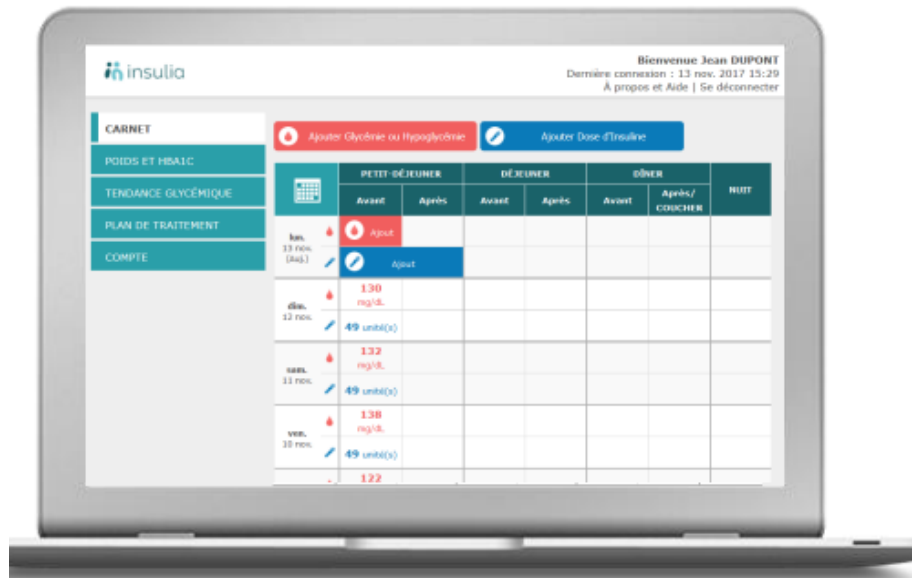 insulia
Bienvenue Jean DUPONT
Dernière connexion : 13 nov. 2017 15:29
À propos et Aide | Se déconnecter
CARNET
POIDS ET HBA1C
TENDANCE GLYCÉMIQUE
PLAN DE TRAITEMENT
COMPTE
Ajouter Glycémie ou Hypoglycémie
Ajouter Dose d'Insuline
PETIT-DÉJEUNER DÉJEUNER DÎNER NUIT
Avant Après Avant Après Avant Après/
COUCHER
lun.
13 nov.
(Auj.)
Ajout
Ajout
dim.
12 nov.
130
mg/dL
49 unité(s)
sam.
11 nov.
132
mg/dL
49 unité(s)
ven.
10 nov.
138
mg/dL
49 unité(s)
122